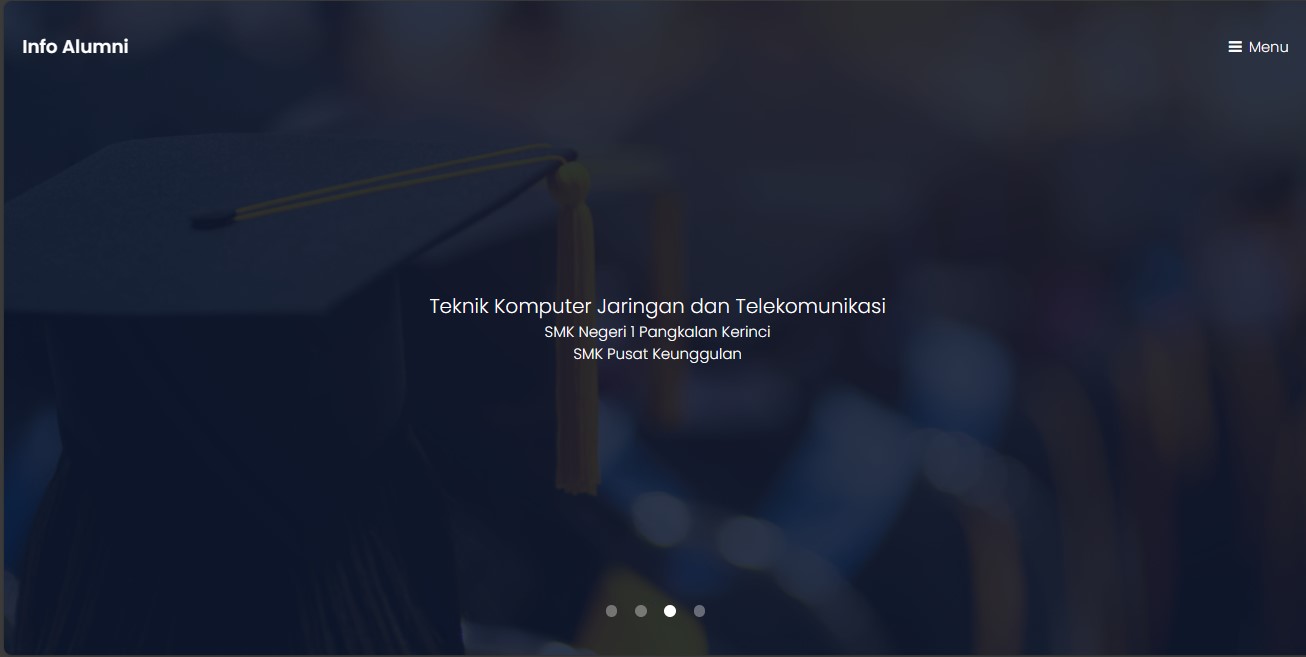 Info Alumni
Menu
Teknik Komputer Jaringan dan Telekomunikasi
SMK Negeri 1 Pangkalan Kerinci
SMK Pusat Keunggulan